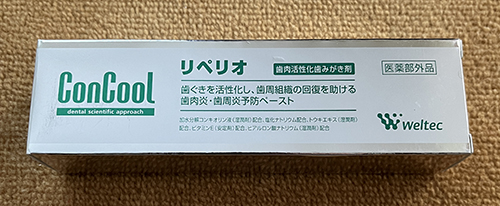 ConCool
dental scientific approach
リペリオ 歯肉活性化歯みがき剤
医薬部外品
歯ぐきを活性化し、歯周組織の回復を助ける
歯肉炎・歯周炎予防ペースト
加水分解コンキオリン液(湿潤剤)配合、塩化ナトリウム配合、トウキエキス(湿潤剤)
配合、ビタミンE(安定剤)配合、ヒアルロン酸ナトリウム(湿潤剤)配合
Weltec